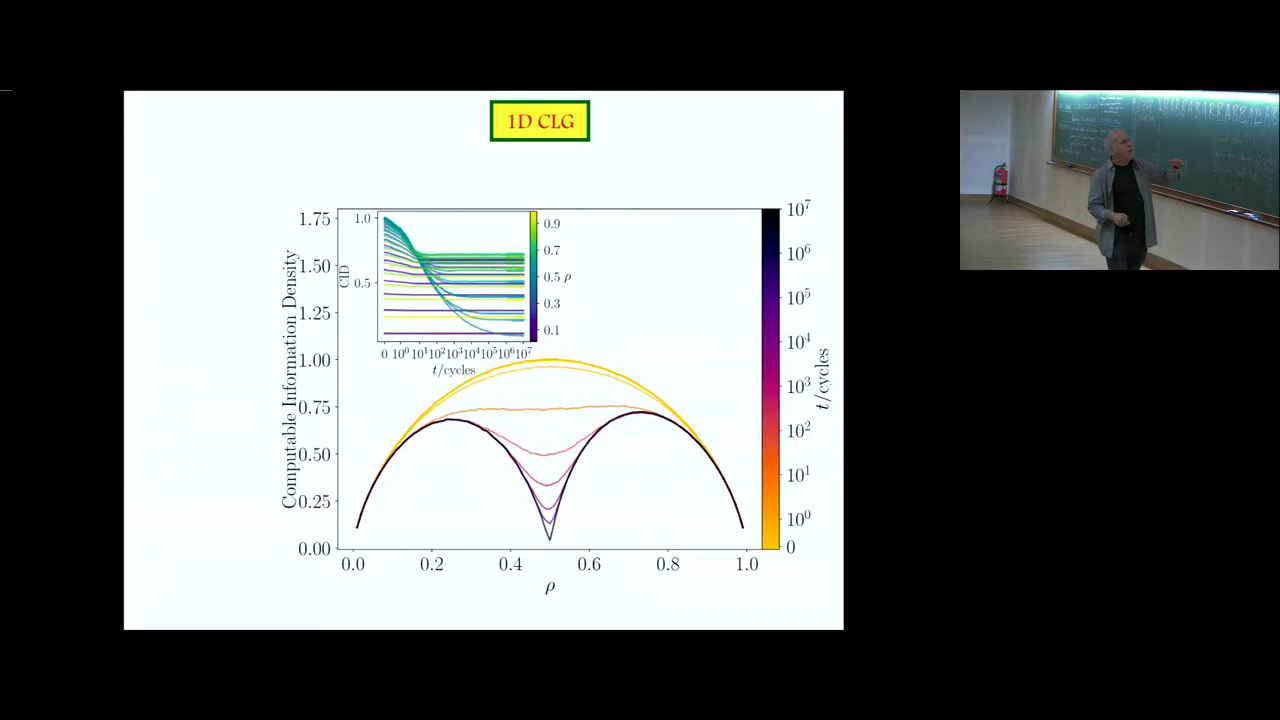 1D CLG
Computable Information Density
1.75
1.50
1.25
1.00
0.75
0.50
0.25
0.00
0.0 0.2 0.4 0.6 0.8 1.0
ρ
CID
1.0
0.5
0 10⁰ 10¹ 10² 10³ 10⁴ 10⁵ 10⁶ 10⁷
t/cycles
0.9
0.7
0.5
0.3
0.1
ρ
10⁷
10⁶
10⁵
10⁴
10³
10²
10¹
10⁰
0
t/cycles